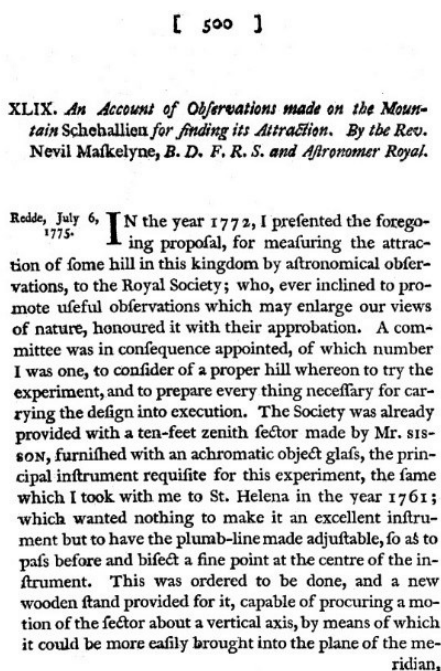 [ 500 ]
XLIX. An Account of Obſervations made on the Moun-
tain Schehallien for finding its Attraction. By the Rev.
Nevil Maſkelyne, B. D. F. R. S. and Aſtronomer Royal.
Redde, July 6, 1775. IN the year 1772, I preſented the forego-
ing propoſal, for meaſuring the attrac-
tion of ſome hill in this kingdom by aſtronomical obſer-
vations, to the Royal Society; who, ever inclined to pro-
mote uſeful obſervations which may enlarge our views
of nature, honoured it with their approbation. A com-
mittee was in conſequence appointed, of which number
I was one, to conſider of a proper hill whereon to try the
experiment, and to prepare every thing neceſſary for car-
rying the deſign into execution. The Society was already
provided with a ten-feet zenith ſector made by Mr. SIS-
SON, furniſhed with an achromatic object glaſs, the prin-
cipal inſtrument requiſite for this experiment, the ſame
which I took with me to St. Helena in the year 1761;
which wanted nothing to make it an excellent inſtru-
ment but to have the plumb-line made adjuſtable, ſo as to
paſs before and biſect a fine point at the centre of the in-
ſtrument. This was ordered to be done, and a new
wooden ſtand provided for it, capable of procuring a mo-
tion of the ſector about a vertical axis, by means of which
it could be more eaſily brought into the plane of the me-
ridian,